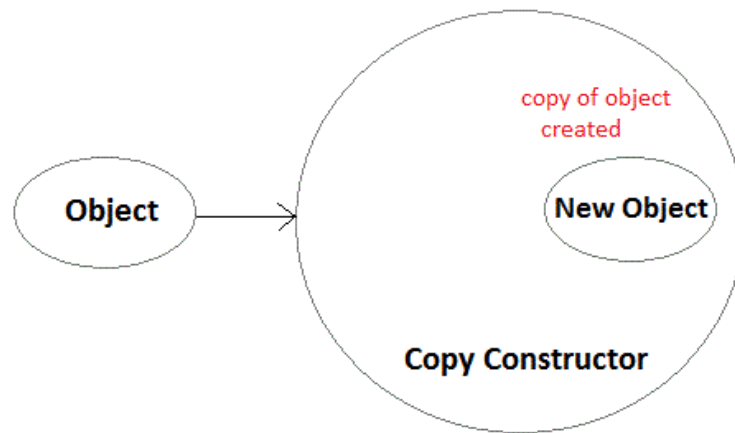 copy of object
created
Object
New Object
Copy Constructor